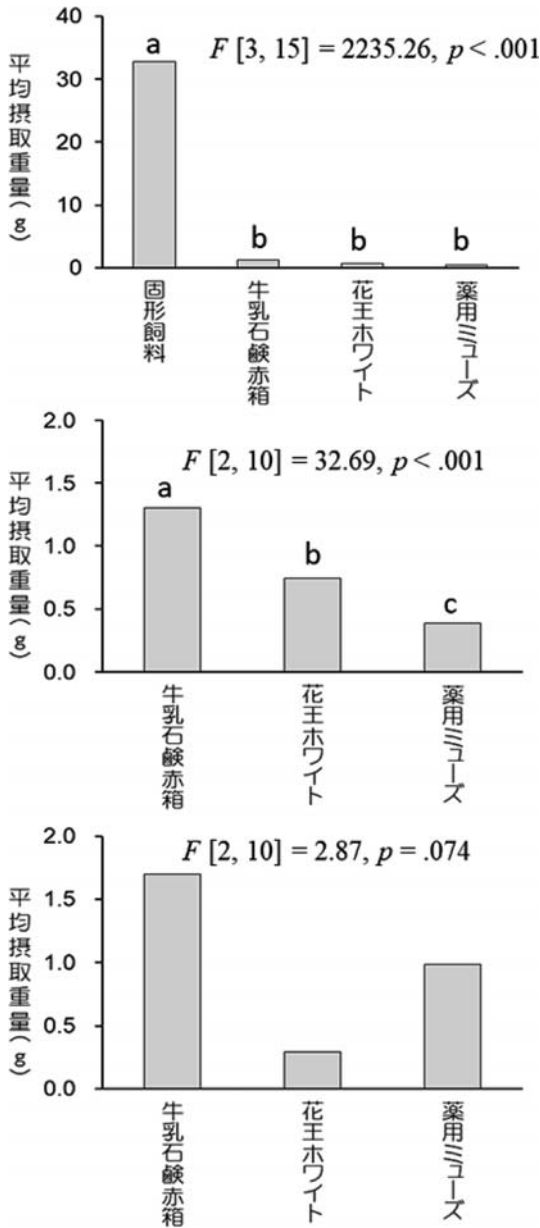 F [3, 15] = 2235.26, p < .001
平均摂取重量(g)
40
30
20
10
0
a
b
b
b
固形飼料
牛乳石鹸赤箱
花王ホワイト
薬用ミューズ
F [2, 10] = 32.69, p < .001
平均摂取重量(g)
2.0
1.5
1.0
0.5
0.0
a
b
c
牛乳石鹸赤箱
花王ホワイト
薬用ミューズ
F [2, 10] = 2.87, p = .074
平均摂取重量(g)
2.0
1.5
1.0
0.5
0.0
牛乳石鹸赤箱
花王ホワイト
薬用ミューズ